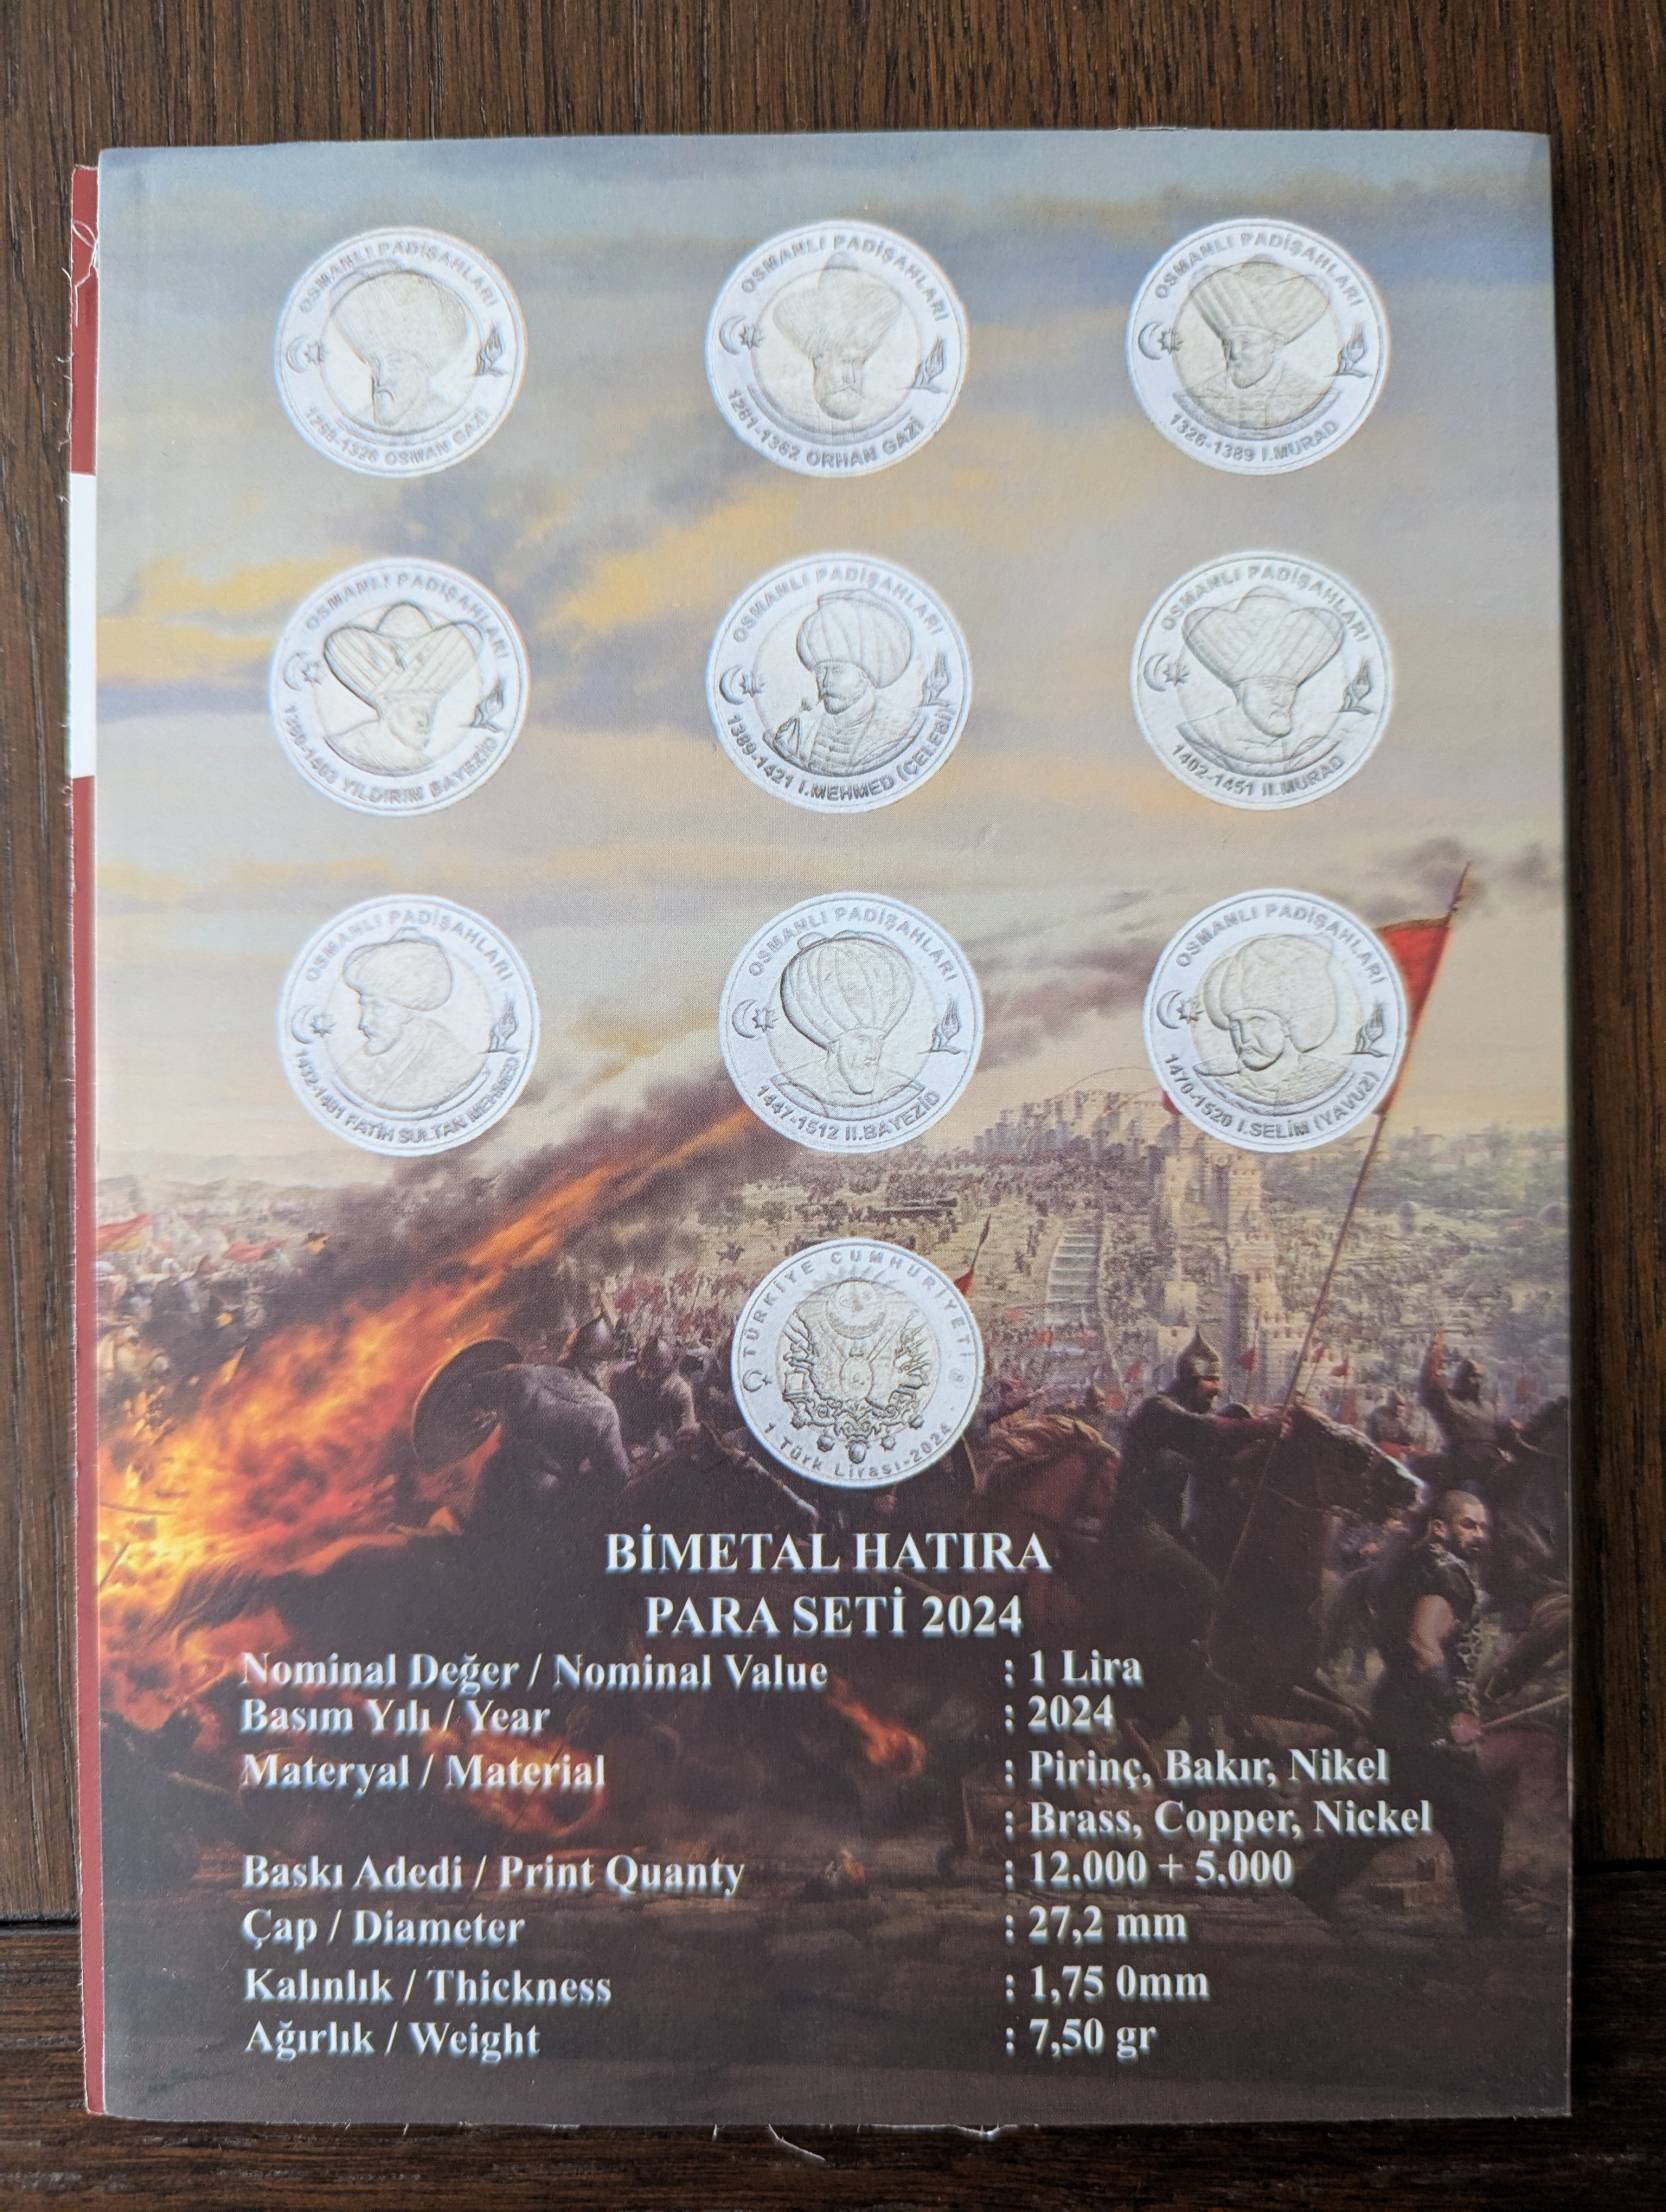 OSMANLI PADİŞAHLARI
1258-1326 OSMAN GAZİ
OSMANLI PADİŞAHLARI
1281-1362 ORHAN GAZİ
OSMANLI PADİŞAHLARI
1326-1389 I.MURAD
OSMANLI PADİŞAHLARI
1360-1403 YILDIRIM BAYEZİD
OSMANLI PADİŞAHLARI
1389-1421 I.MEHMED (ÇELEBİ)
OSMANLI PADİŞAHLARI
1402-1451 II.MURAD
OSMANLI PADİŞAHLARI
1432-1481 FATİH SULTAN MEHMED
OSMANLI PADİŞAHLARI
1447-1512 II.BAYEZİD
OSMANLI PADİŞAHLARI
1470-1520 I.SELİM (YAVUZ)
TÜRKİYE CUMHURİYETİ
1 Türk Lirası-2024
BİMETAL HATIRA
PARA SETİ 2024
Nominal Değer / Nominal Value : 1 Lira
Basım Yılı / Year : 2024
Materyal / Material : Pirinç, Bakır, Nikel
: Brass, Copper, Nickel
Baskı Adedi / Print Quanty : 12.000 + 5.000
Çap / Diameter : 27,2 mm
Kalınlık / Thickness : 1,75 0mm
Ağırlık / Weight : 7,50 gr